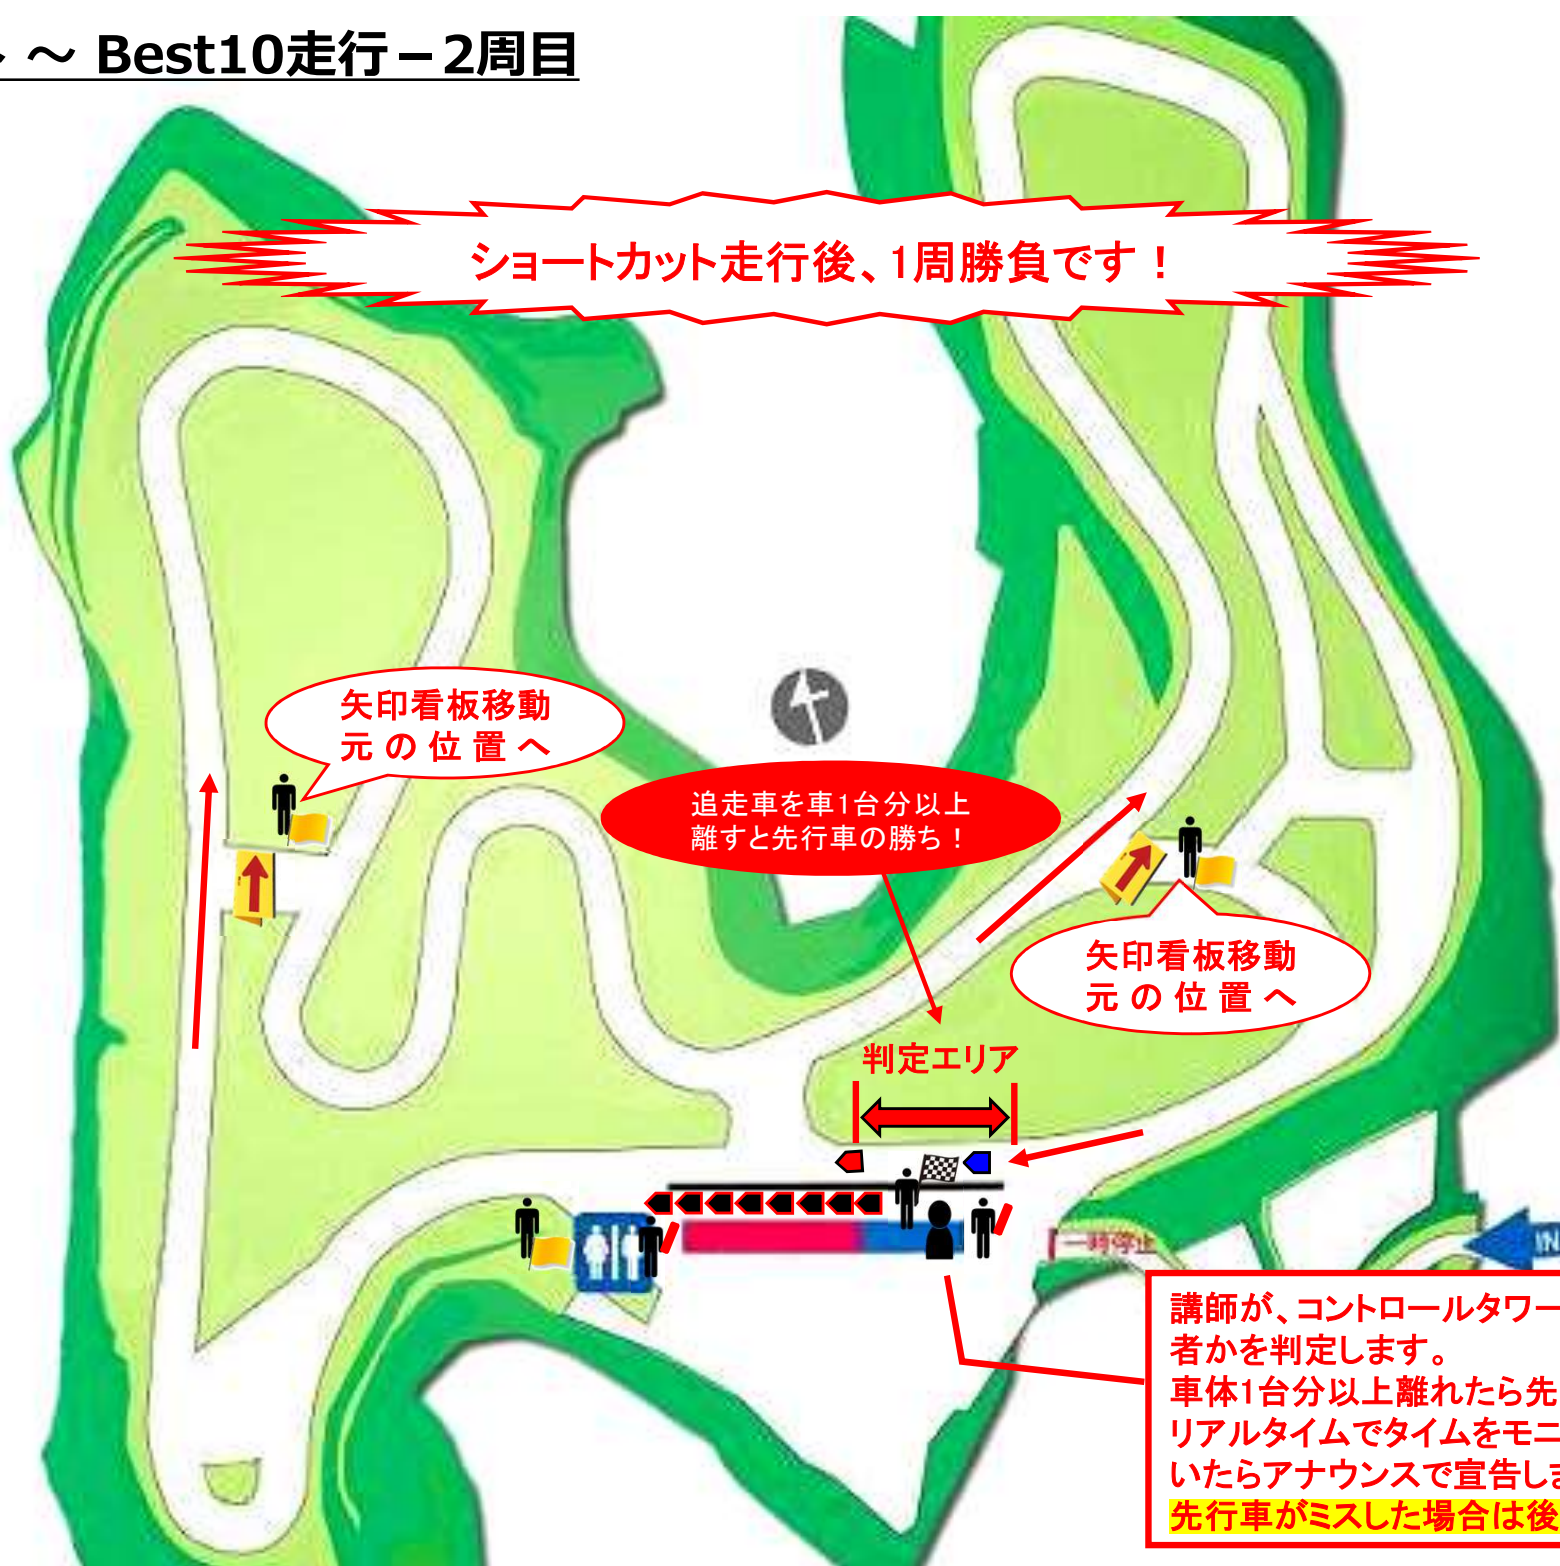 ～ Best10走行－2周目
ショートカット走行後、1周勝負です！
矢印看板移動
元の位置へ
追走車を車1台分以上
離すと先行車の勝ち！
矢印看板移動
元の位置へ
判定エリア
一時停止
IN
講師が、コントロールタワー
者かを判定します。
車体1台分以上離れたら先
リアルタイムでタイムをモニ
いたらアナウンスで宣告しま
先行車がミスした場合は後